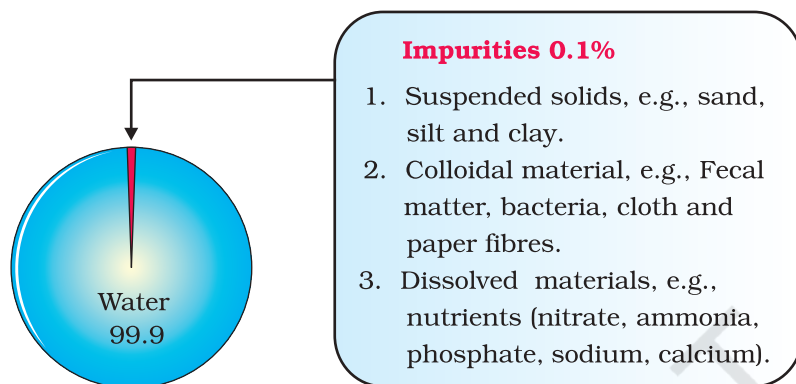 Impurities 0.1%
1. Suspended solids, e.g., sand,
silt and clay.
2. Colloidal material, e.g., Fecal
matter, bacteria, cloth and
paper fibres.
3. Dissolved materials, e.g.,
nutrients (nitrate, ammonia,
phosphate, sodium, calcium).
Water
99.9